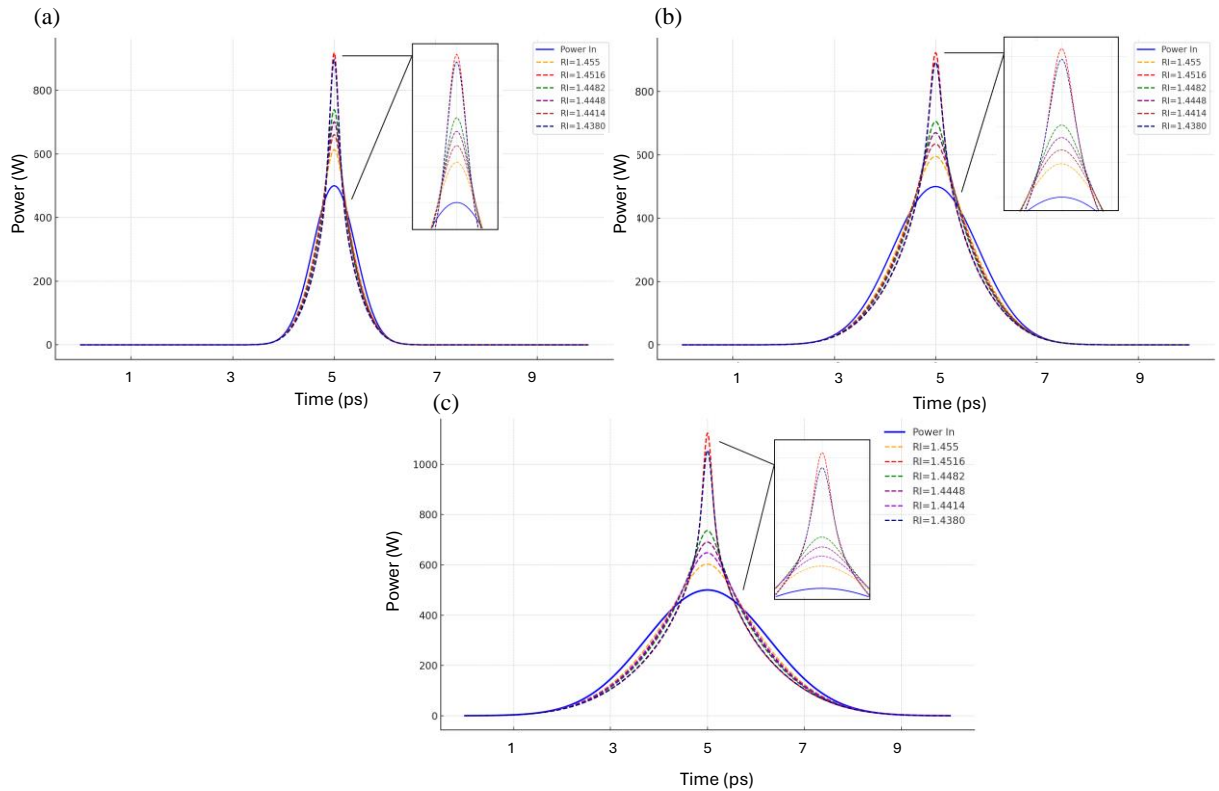 (a)
Power (W)
800
600
400
200
0
1 3 5 7 9
Time (ps)
Power In
RI=1.455
RI=1.4516
RI=1.4482
RI=1.4448
RI=1.4414
RI=1.4380
(b)
Power (W)
800
600
400
200
0
1 3 5 7 9
Time (ps)
Power In
RI=1.455
RI=1.4516
RI=1.4482
RI=1.4448
RI=1.4414
RI=1.4380
(c)
Power (W)
1000
800
600
400
200
0
1 3 5 7 9
Time (ps)
Power In
RI=1.455
RI=1.4516
RI=1.4482
RI=1.4448
RI=1.4414
RI=1.4380